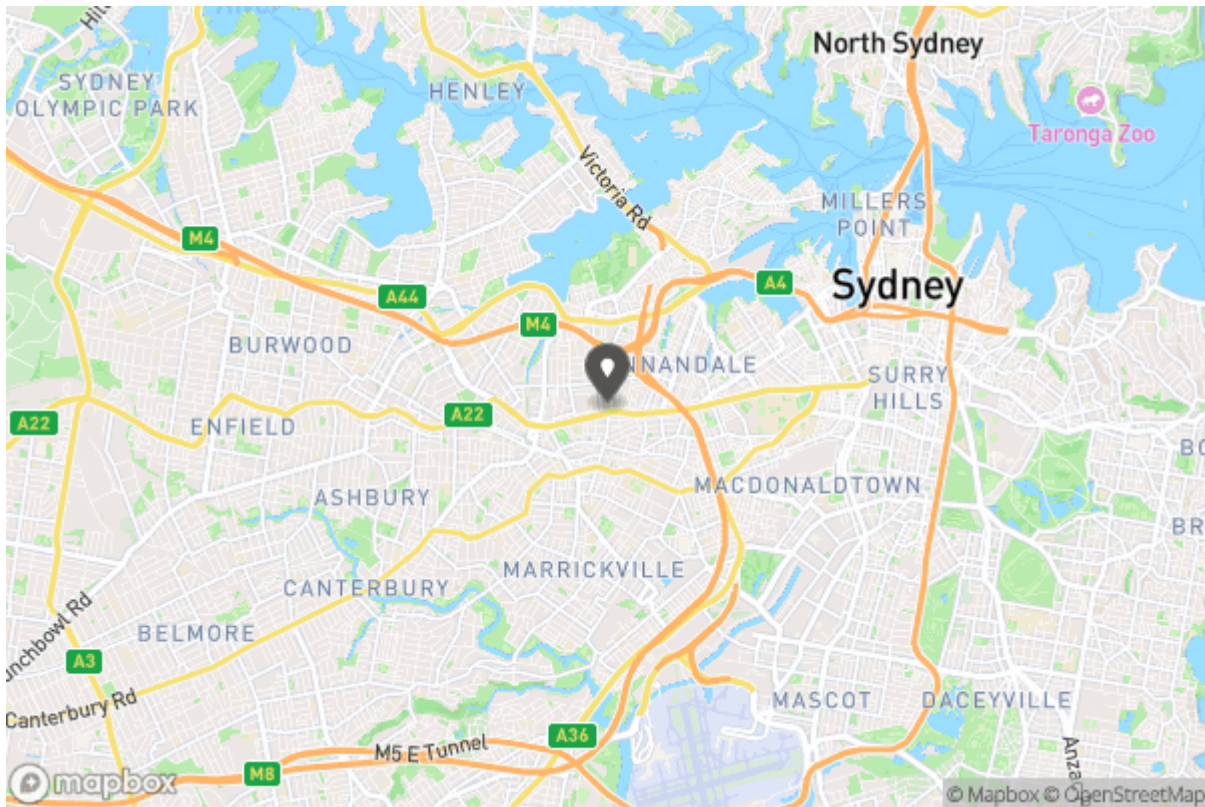 North Sydney
SYDNEY
OLYMPIC PARK
HENLEY
Taronga Zoo
Victoria Rd
MILLERS
POINT
M4
A44
A4
Sydney
M4
BURWOOD
NNANDALE
SURRY
HILLS
A22
A22
ENFIELD
ASHBURY
MACDONALDTOWN
MARRICKVILLE
CANTERBURY
BELMORE
unchbowl Rd
A3
MASCOT
DACEYVILLE
Canterbury Rd
A36
M5 E Tunnel
M8
mapbox
© Mapbox © OpenStreetMap